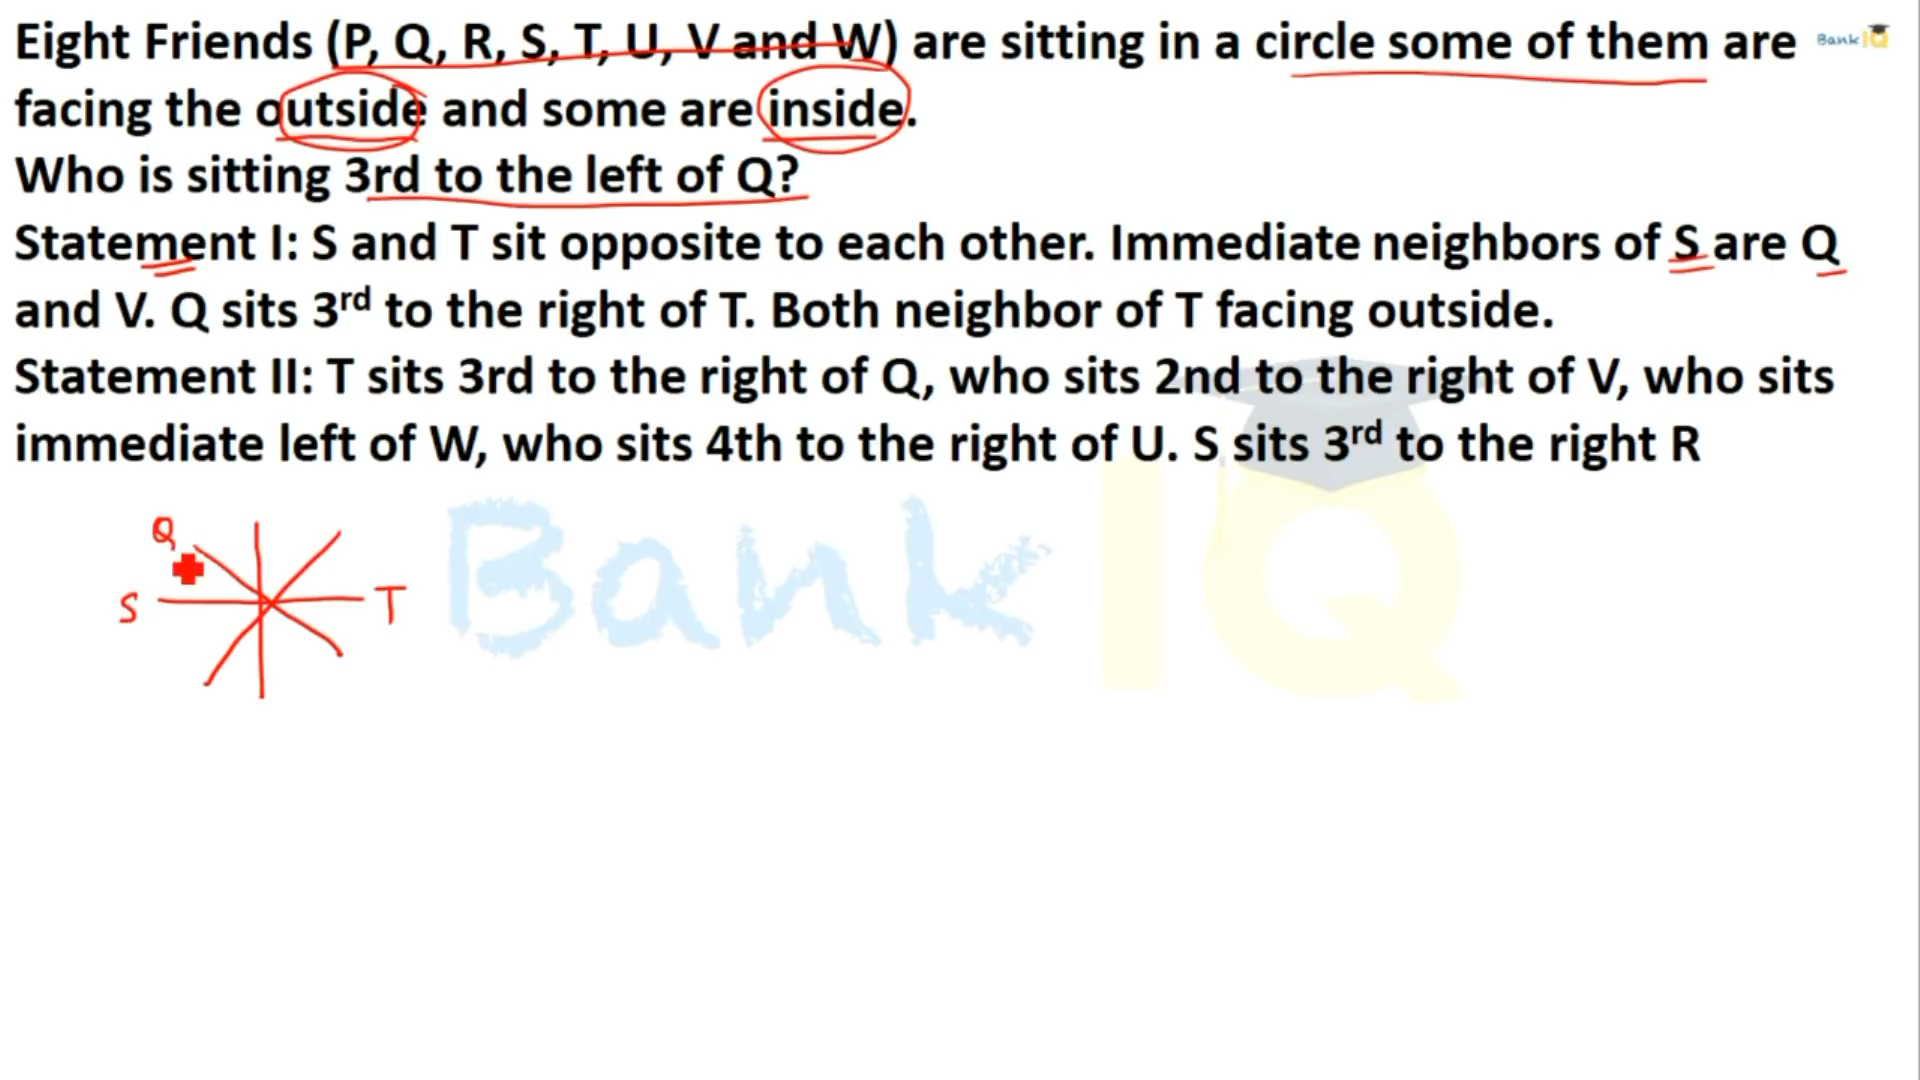 Eight Friends (P, Q, R, S, T, U, V and W) are sitting in a circle some of them are
Bank IQ
facing the outside and some are inside.
Who is sitting 3rd to the left of Q?
Statement I: S and T sit opposite to each other. Immediate neighbors of S are Q
and V. Q sits 3rd to the right of T. Both neighbor of T facing outside.
Statement II: T sits 3rd to the right of Q, who sits 2nd to the right of V, who sits
immediate left of W, who sits 4th to the right of U. S sits 3rd to the right R
Bank IQ
Q
S T